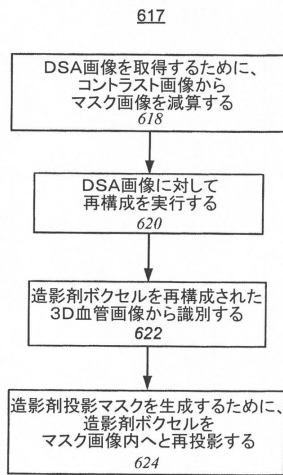 617
DSA画像を取得するために、
コントラスト画像から
マスク画像を減算する
618
DSA画像に対して
再構成を実行する
620
造影剤ボクセルを再構成された
3D血管画像から識別する
622
造影剤投影マスクを生成するために、
造影剤ボクセルを
マスク画像内へと再投影する
624